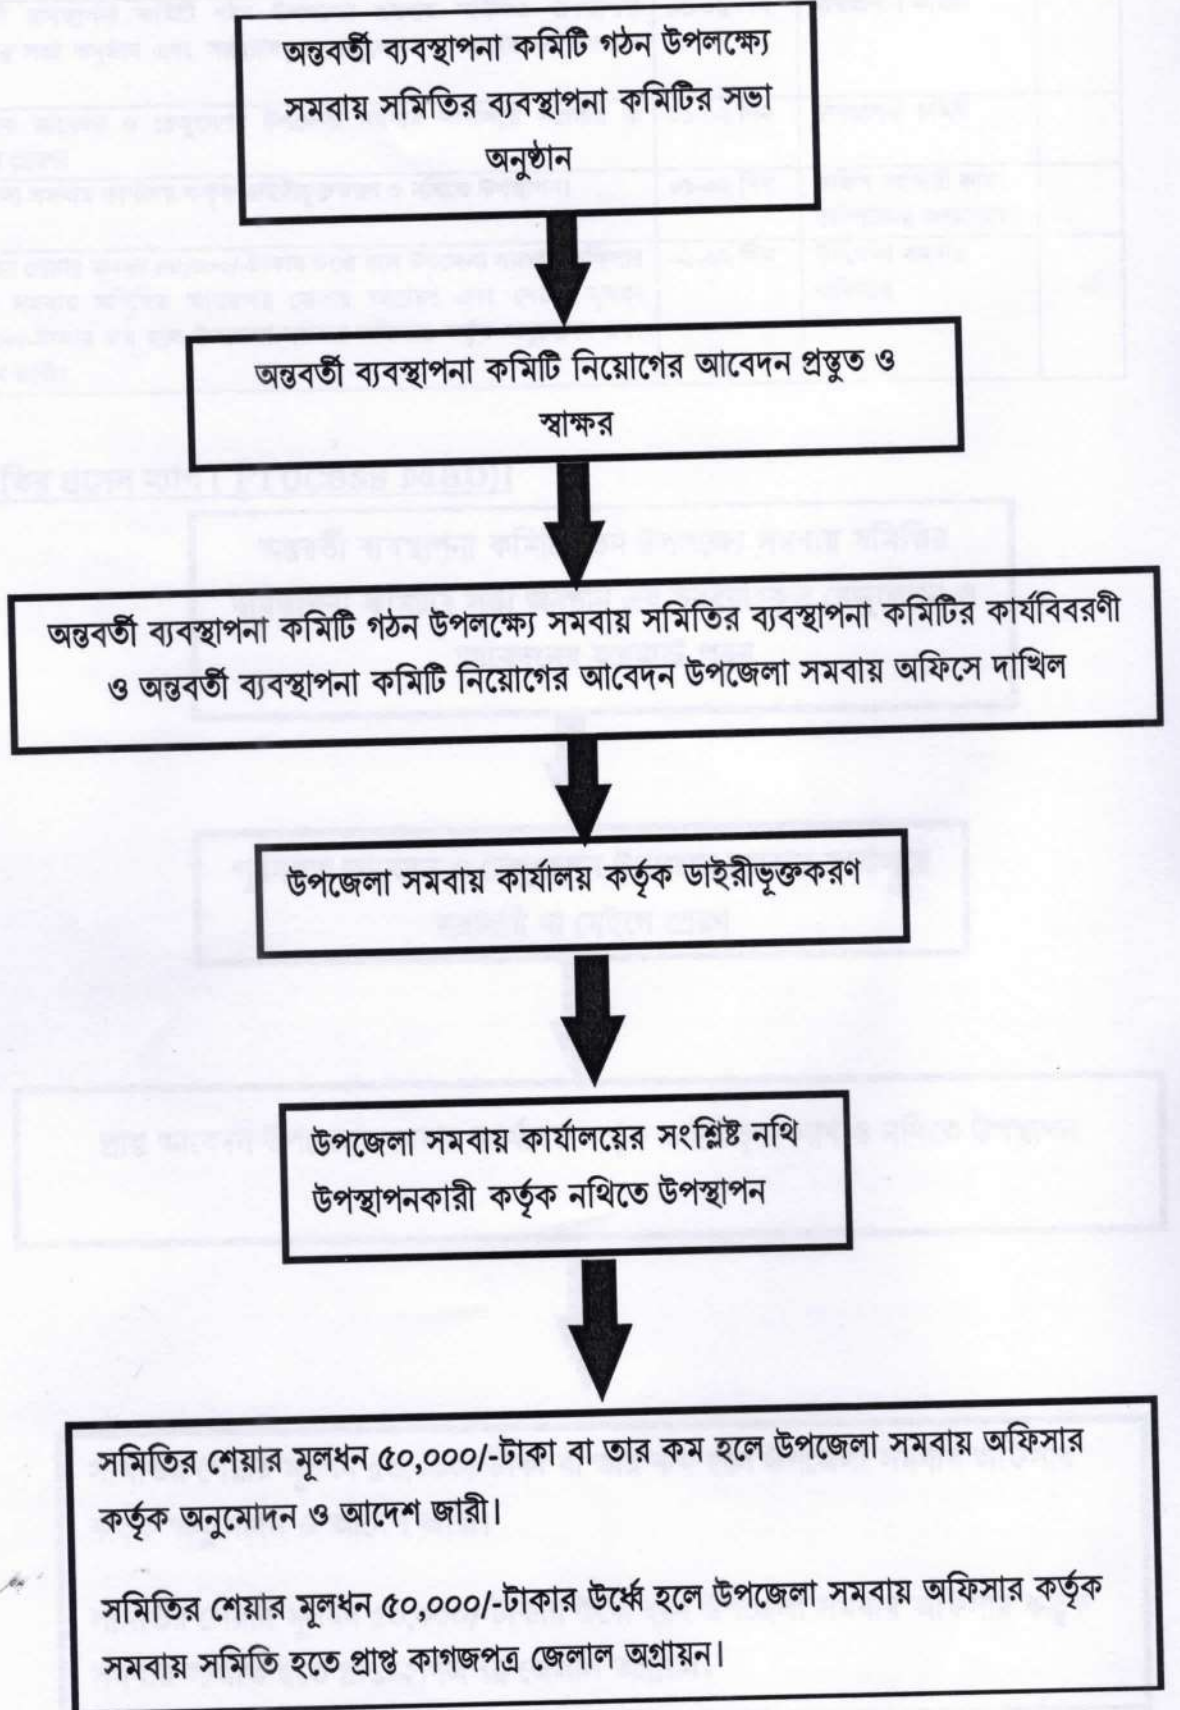 অন্তবর্তী ব্যবস্থাপনা কমিটি গঠন উপলক্ষ্যে
সমবায় সমিতির ব্যবস্থাপনা কমিটির সভা
অনুষ্ঠান
অন্তবর্তী ব্যবস্থাপনা কমিটি নিয়োগের আবেদন প্রস্তুত ও
স্বাক্ষর
অন্তবর্তী ব্যবস্থাপনা কমিটি গঠন উপলক্ষ্যে সমবায় সমিতির ব্যবস্থাপনা কমিটির কার্যবিবরণী
ও অন্তবর্তী ব্যবস্থাপনা কমিটি নিয়োগের আবেদন উপজেলা সমবায় অফিসে দাখিল
উপজেলা সমবায় কার্যালয় কর্তৃক ডাইরীভূক্তকরণ
উপজেলা সমবায় কার্যালয়ের সংশ্লিষ্ট নথি
উপস্থাপনকারী কর্তৃক নথিতে উপস্থাপন
সমিতির শেয়ার মূলধন ৫০,০০০/-টাকা বা তার কম হলে উপজেলা সমবায় অফিসার
কর্তৃক অনুমোদন ও আদেশ জারী।
সমিতির শেয়ার মূলধন ৫০,০০০/-টাকার উর্ধ্বে হলে উপজেলা সমবায় অফিসার কর্তৃক
সমবায় সমিতি হতে প্রাপ্ত কাগজপত্র জেলাল অগ্রায়ন।